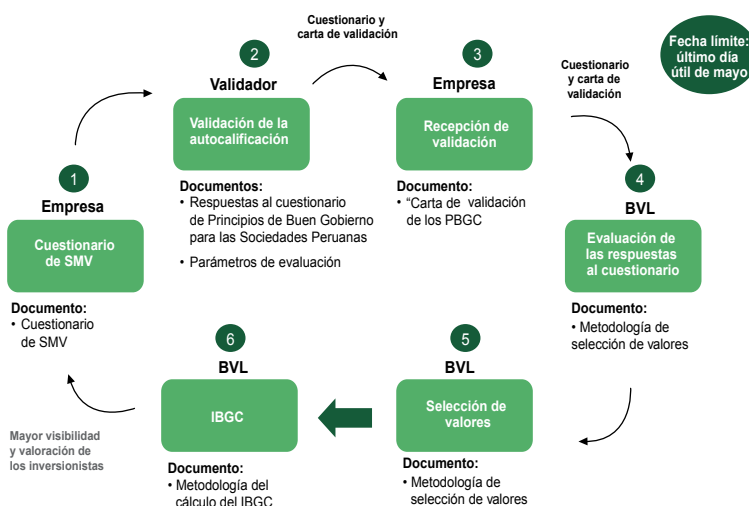 Cuestionario y
carta de validación
Fecha límite:
último día
útil de mayo
2
Validador
Validación de la
autocalificación
Documentos:
• Respuestas al cuestionario
de Principios de Buen Gobierno
para las Sociedades Peruanas
• Parámetros de evaluación
3
Empresa
Recepción de
validación
Documento:
• “Carta de validación
de los PBGC
Cuestionario
y carta de
validación
1
Empresa
Cuestionario
de SMV
Documento:
• Cuestionario
de SMV
4
BVL
Evaluación de
las respuestas
al cuestionario
Documento:
• Metodología de
selección de valores
6
BVL
IBGC
Documento:
• Metodología del
cálculo del IBGC
5
BVL
Selección de
valores
Documento:
• Metodología de
selección de valores
Mayor visibilidad
y valoración de
los inversionistas